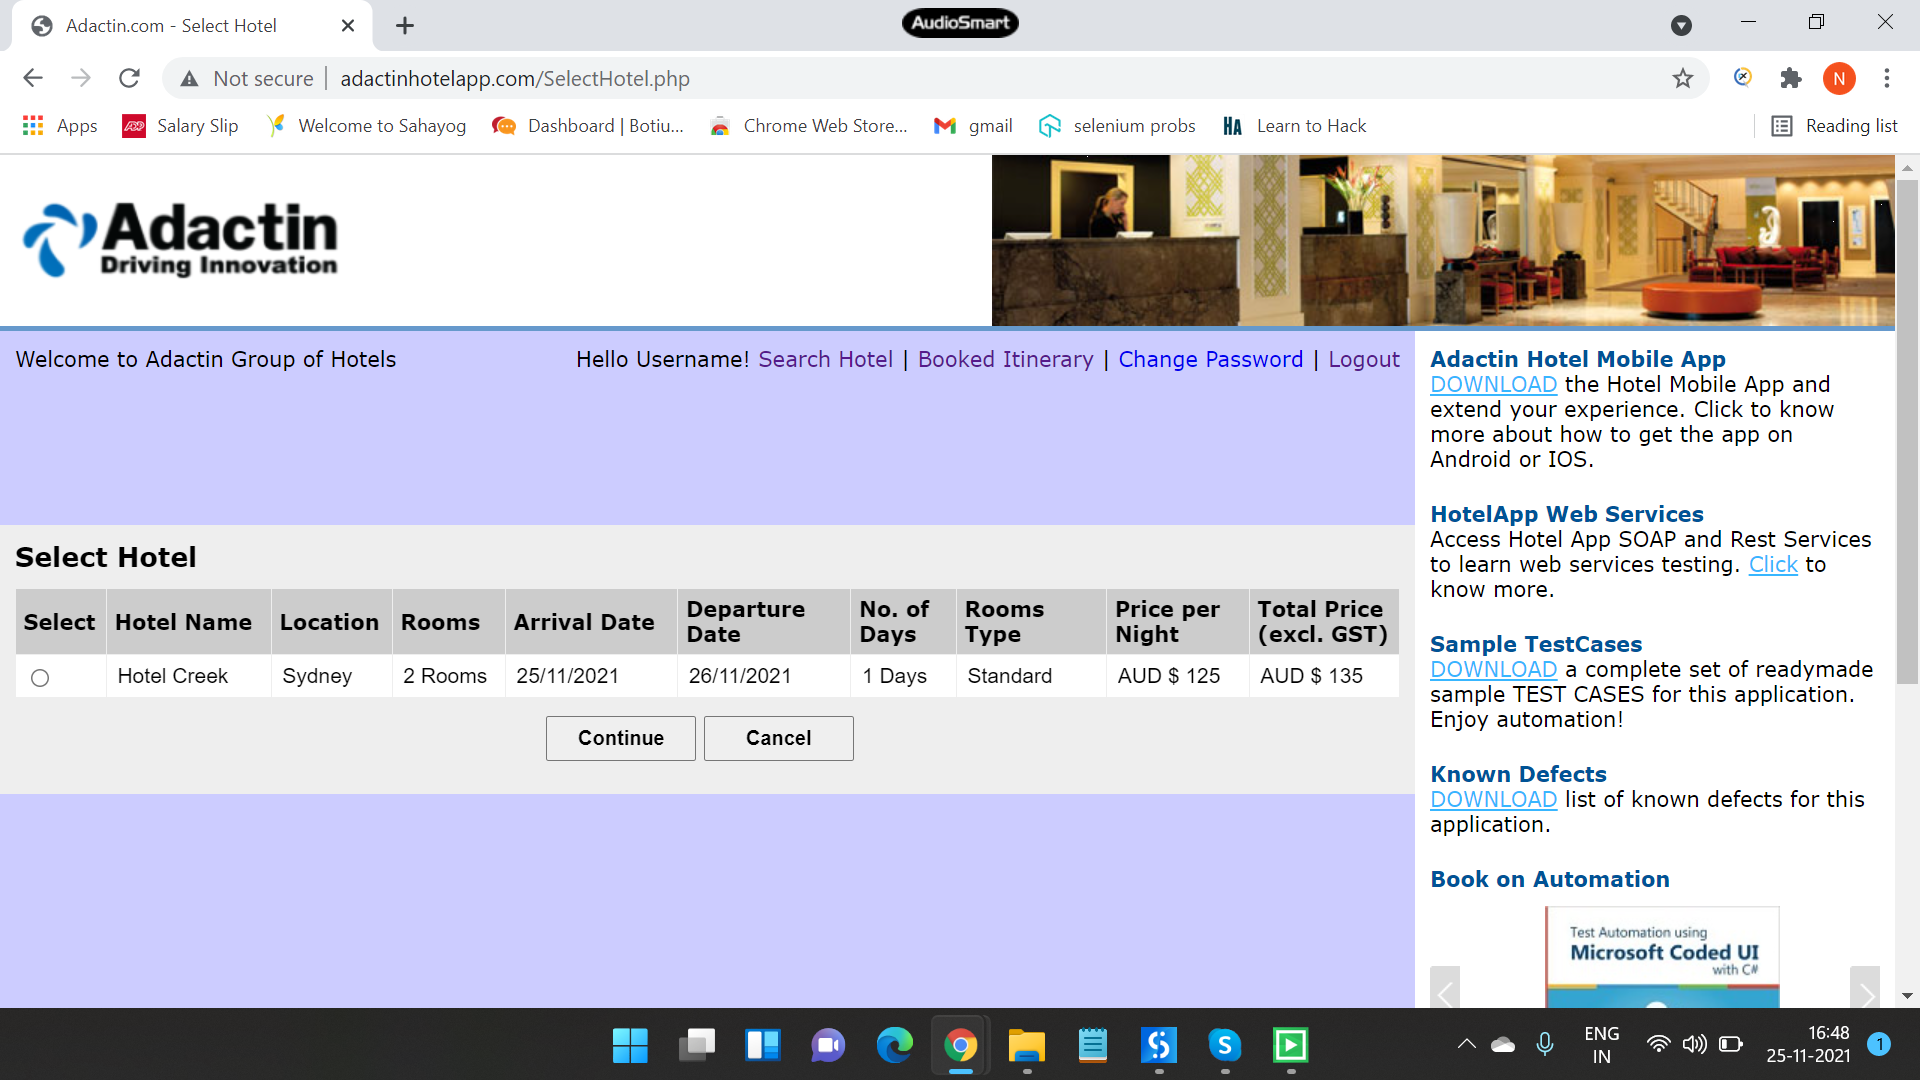 Adactin.com - Select Hotel
AudioSmart
Not secure | adactinhotelapp.com/SelectHotel.php
N
Apps
Salary Slip
Welcome to Sahayog
Dashboard | Botiu...
Chrome Web Store...
gmail
selenium probs
HA Learn to Hack
Reading list
Adactin
Driving Innovation
Welcome to Adactin Group of Hotels
Hello Username! Search Hotel | Booked Itinerary | Change Password | Logout
Select Hotel
Select Hotel Name Location Rooms Arrival Date Departure Date No. of Days Rooms Type Price per Night Total Price (excl. GST)
Hotel Creek Sydney 2 Rooms 25/11/2021 26/11/2021 1 Days Standard AUD $ 125 AUD $ 135
Continue Cancel
Adactin Hotel Mobile App
DOWNLOAD the Hotel Mobile App and
extend your experience. Click to know
more about how to get the app on
Android or IOS.
HotelApp Web Services
Access Hotel App SOAP and Rest Services
to learn web services testing. Click to
know more.
Sample TestCases
DOWNLOAD a complete set of readymade
sample TEST CASES for this application.
Enjoy automation!
Known Defects
DOWNLOAD list of known defects for this
application.
Book on Automation
Test Automation using
Microsoft Coded UI
with C#
ENG
IN
16:48
25-11-2021
1